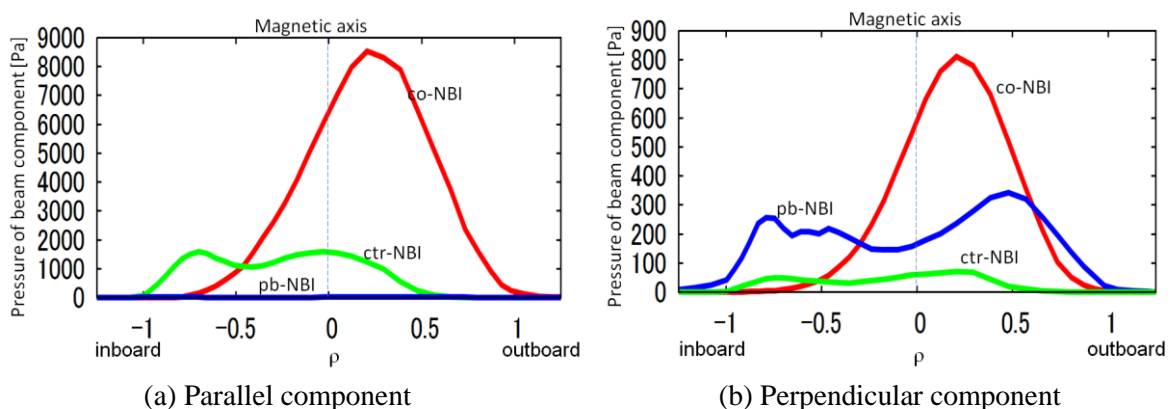 Magnetic axis
Pressure of beam component [Pa]
9000
8000
7000
6000
5000
4000
3000
2000
1000
0
co-NBI
ctr-NBI
pb-NBI
−1
−0.5
0
0.5
1
inboard
ρ
outboard
(a) Parallel component
Magnetic axis
Pressure of beam component [Pa]
900
800
700
600
500
400
300
200
100
0
co-NBI
pb-NBI
ctr-NBI
−1
−0.5
0
0.5
1
inboard
ρ
outboard
(b) Perpendicular component